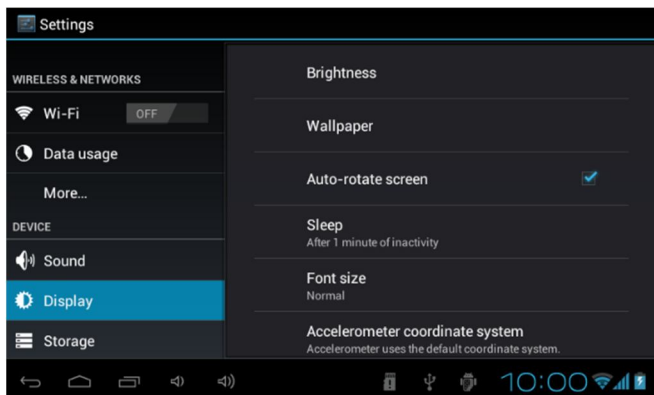 Settings
WIRELESS & NETWORKS
Wi-Fi OFF
Data usage
More...
DEVICE
Sound
Display
Storage
Brightness
Wallpaper
Auto-rotate screen
Sleep
After 1 minute of inactivity
Font size
Normal
Accelerometer coordinate system
Accelerometer uses the default coordinate system.
10:00